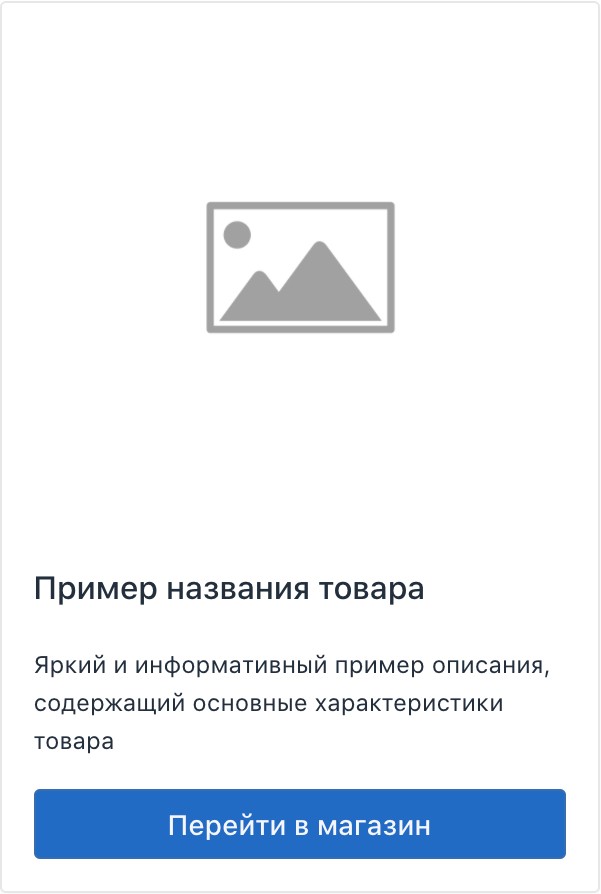 Пример названия товара
Яркий и информативный пример описания,
содержащий основные характеристики
товара
Перейти в магазин